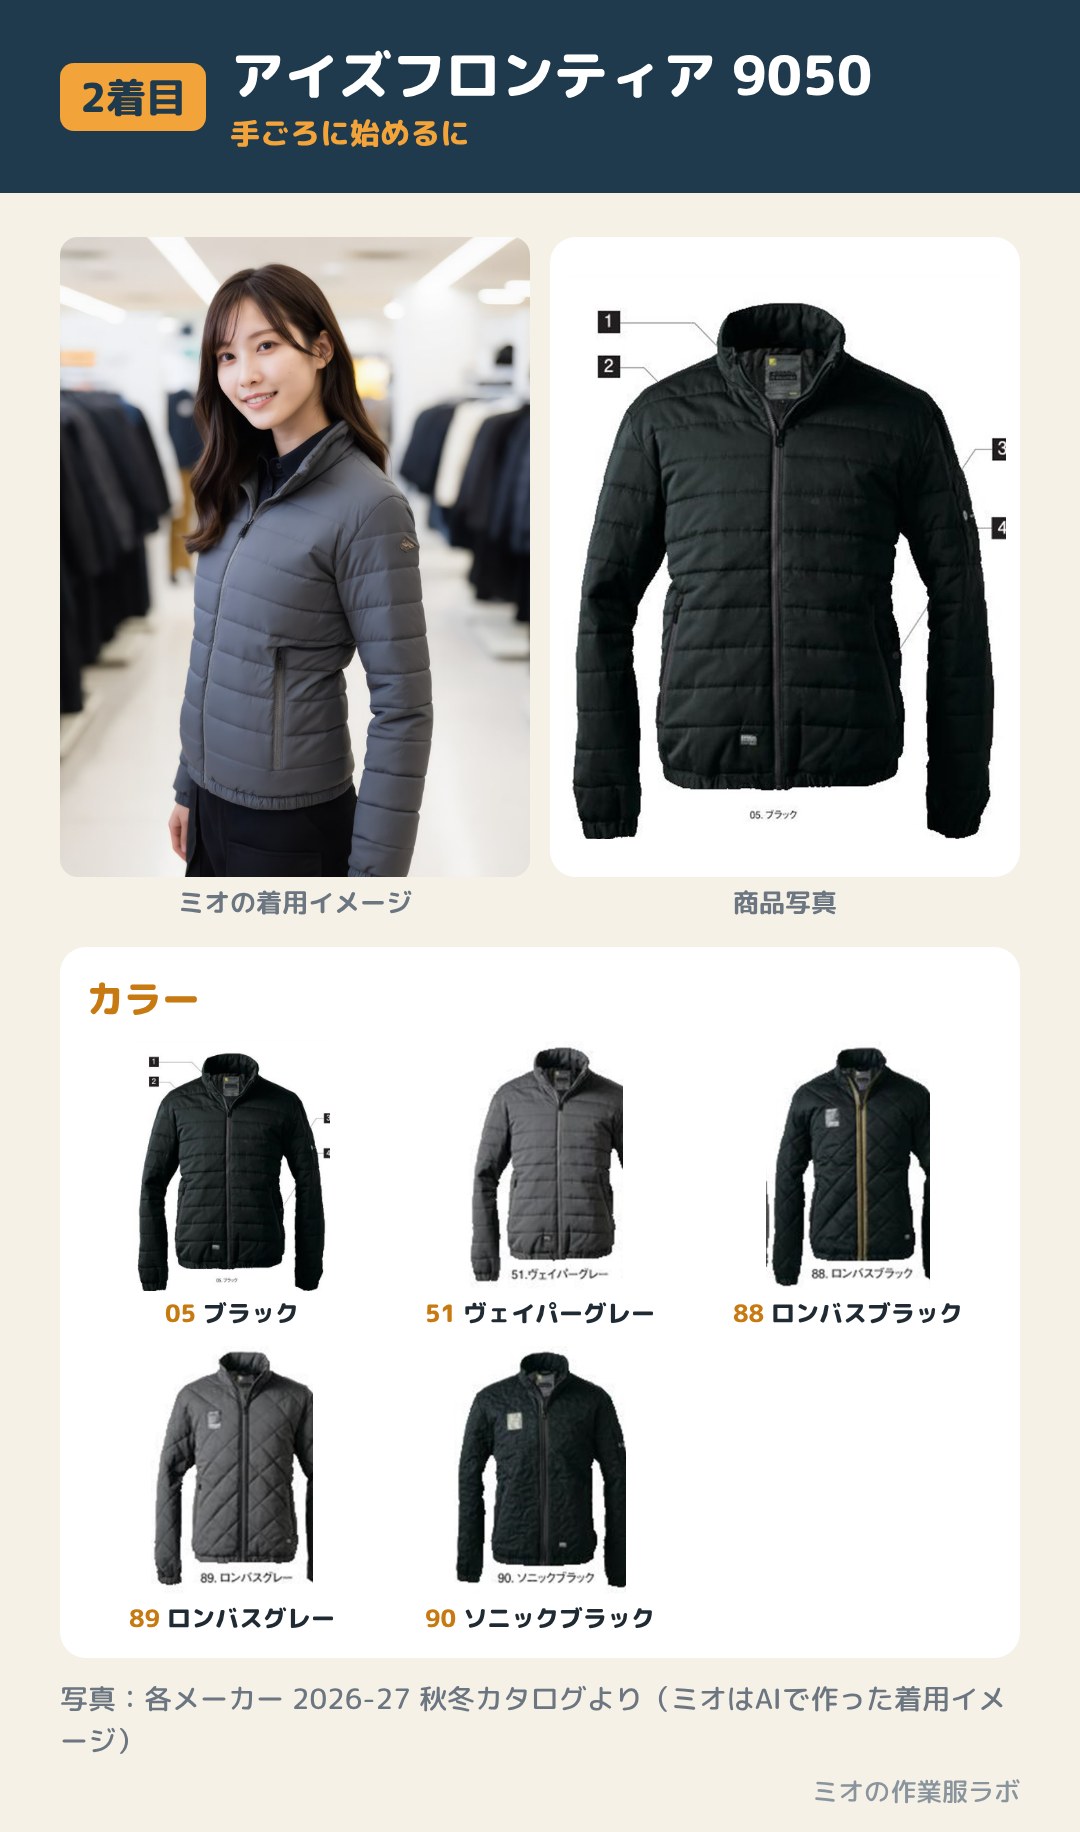 2着目
アイズフロンティア 9050
手ごろに始めるに
1
2
3
4
05. ブラック
ミオの着用イメージ
商品写真
カラー
1
2
05. ブラック
51.ヴェイパーグレー
88. ロンバスブラック
05 ブラック
51 ヴェイパーグレー
88 ロンバスブラック
89. ロンバスグレー
90. ソニックブラック
89 ロンバスグレー
90 ソニックブラック
写真：各メーカー 2026-27 秋冬カタログより（ミオはAIで作った着用イメ
ージ）
ミオの作業服ラボ